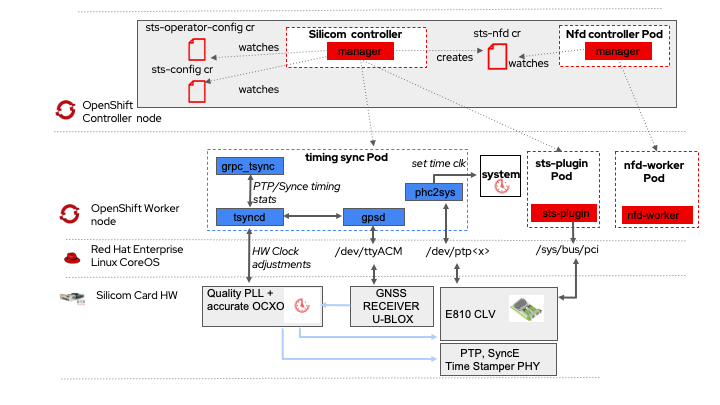 sts-operator-config cr
Silicom controller
manager
sts-nfd cr
Nfd controller Pod
manager
watches
creates
watches
sts-config cr
watches
OpenShift
Controller node
timing sync Pod
set time clk
grpc_tsync
PTP/Synce timing
stats
phc2sys
system
sts-plugin
Pod
nfd-worker
Pod
OpenShift Worker
node
tsyncd
gpsd
sts-plugin
nfd-worker
Red Hat Enterprise
Linux CoreOS
HW Clock
adjustments
/dev/ttyACM
/dev/ptp<x>
/sys/bus/pci
Silicom Card HW
Quality PLL +
accurate OCXO
GNSS
RECEIVER
U-BLOX
E810 CLV
PTP, SyncE
Time Stamper PHY